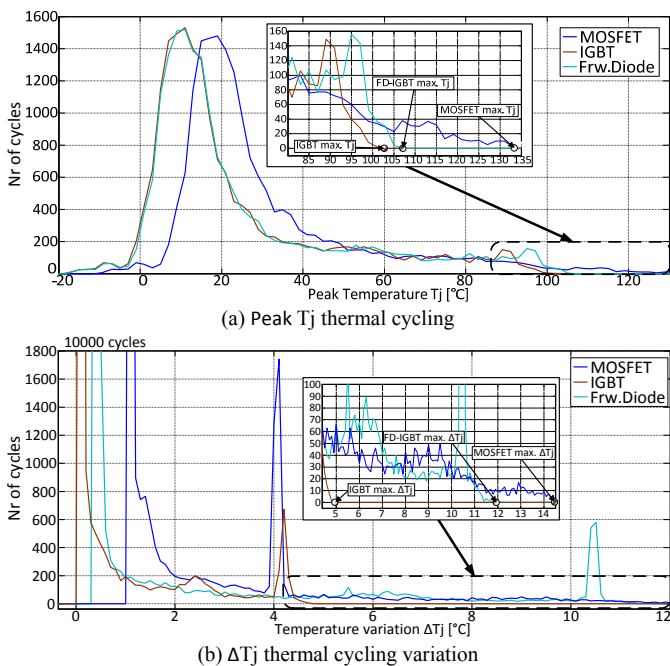 1600
1400
1200
1000
800
600
400
200
0
Nr of cycles
MOSFET
IGBT
Frw.Diode
160
140
120
100
80
60
40
20
0
FD-IGBT max. Tj
MOSFET max. Tj
IGBT max. Tj
85 90 95 100 105 110 115 120 125 130 135
-20 0 20 40 60 80 100 120
Peak Temperature Tj [°C]
(a) Peak Tj thermal cycling
10000 cycles
1800
1600
1400
1200
1000
800
600
400
200
0
Nr of cycles
MOSFET
IGBT
Frw.Diode
100
90
80
70
60
50
40
30
20
10
0
FD-IGBT max. ΔTj
MOSFET max. ΔTj
IGBT max. ΔTj
5 6 7 8 9 10 11 12 13 14 14.5
0 2 4 6 8 10 12
Temperature variation ΔTj [°C]
(b) ΔTj thermal cycling variation